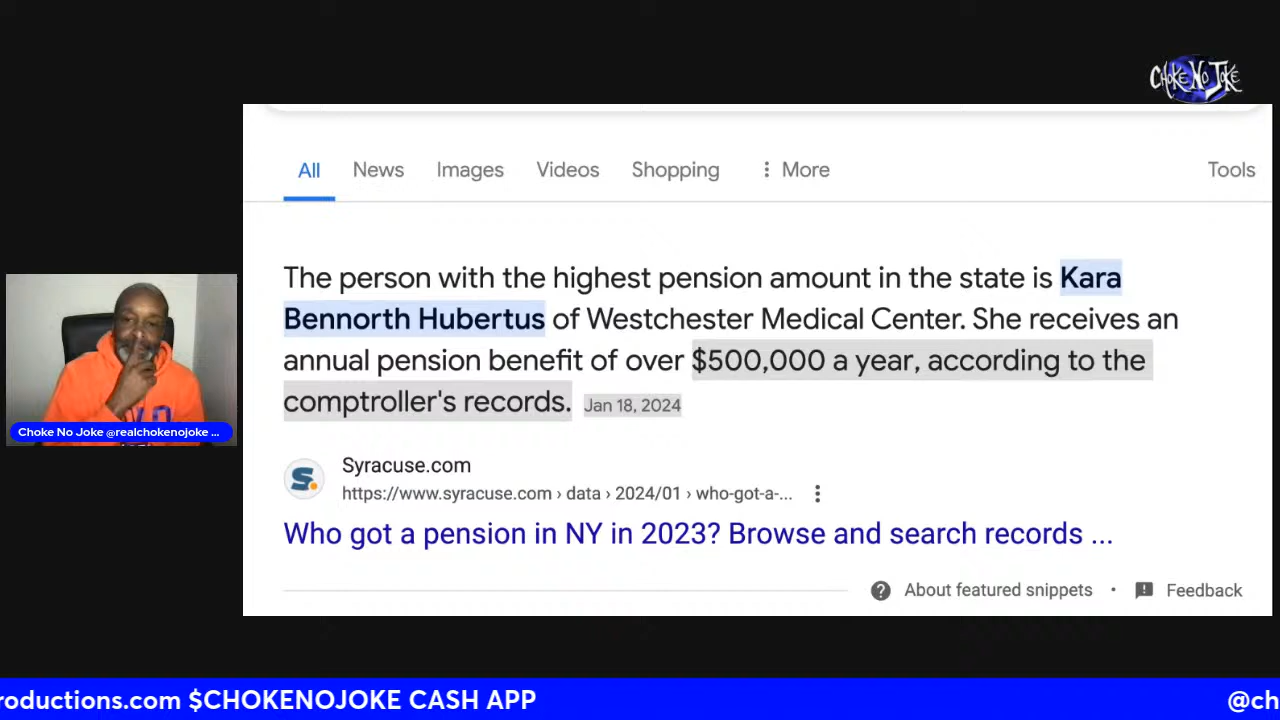 CHOKE NO JOKE
All News Images Videos Shopping More Tools
The person with the highest pension amount in the state is Kara
Bennorth Hubertus of Westchester Medical Center. She receives an
annual pension benefit of over $500,000 a year, according to the
comptroller's records. Jan 18, 2024
Choke No Joke @realchokenojoke ...
Syracuse.com
https://www.syracuse.com › data › 2024/01 › who-got-a-...
Who got a pension in NY in 2023? Browse and search records ...
About featured snippets • Feedback
roductions.com $CHOKENOJOKE CASH APP @ch